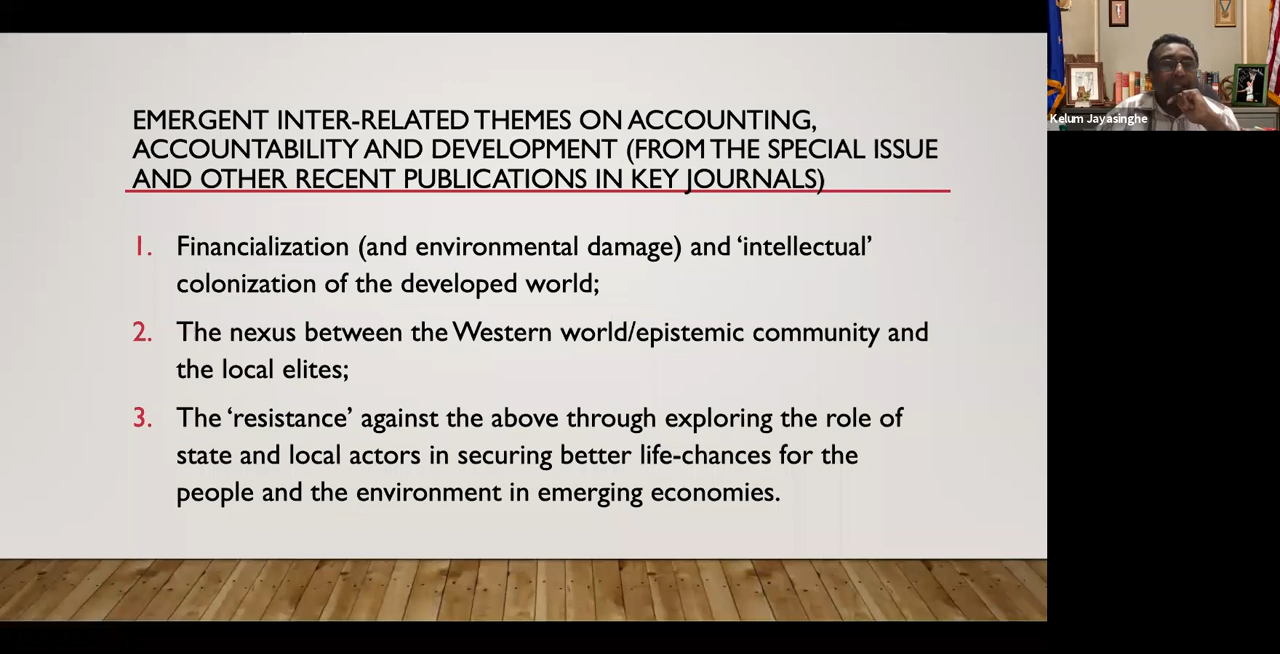 EMERGENT INTER-RELATED THEMES ON ACCOUNTING,
ACCOUNTABILITY AND DEVELOPMENT (FROM THE SPECIAL ISSUE
AND OTHER RECENT PUBLICATIONS IN KEY JOURNALS)
1. Financialization (and environmental damage) and ‘intellectual’
colonization of the developed world;
2. The nexus between the Western world/epistemic community and
the local elites;
3. The ‘resistance’ against the above through exploring the role of
state and local actors in securing better life-chances for the
people and the environment in emerging economies.
Kelum Jayasinghe